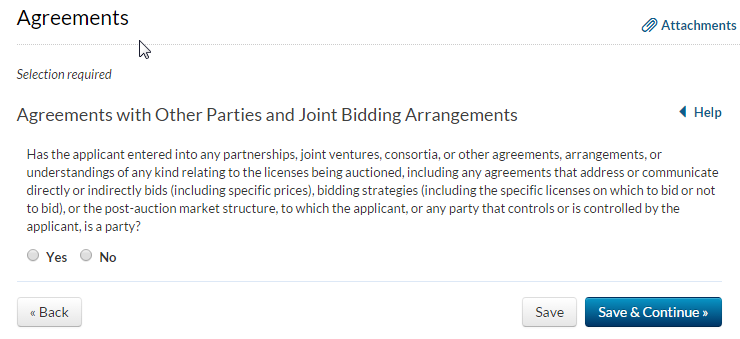 Agreements
Attachments
Selection required
Agreements with Other Parties and Joint Bidding Arrangements
Help
Has the applicant entered into any partnerships, joint ventures, consortia, or other agreements, arrangements, or
understandings of any kind relating to the licenses being auctioned, including any agreements that address or communicate
directly or indirectly bids (including specific prices), bidding strategies (including the specific licenses on which to bid or not
to bid), or the post-auction market structure, to which the applicant, or any party that controls or is controlled by the
applicant, is a party?
Yes No
« Back
Save
Save & Continue »